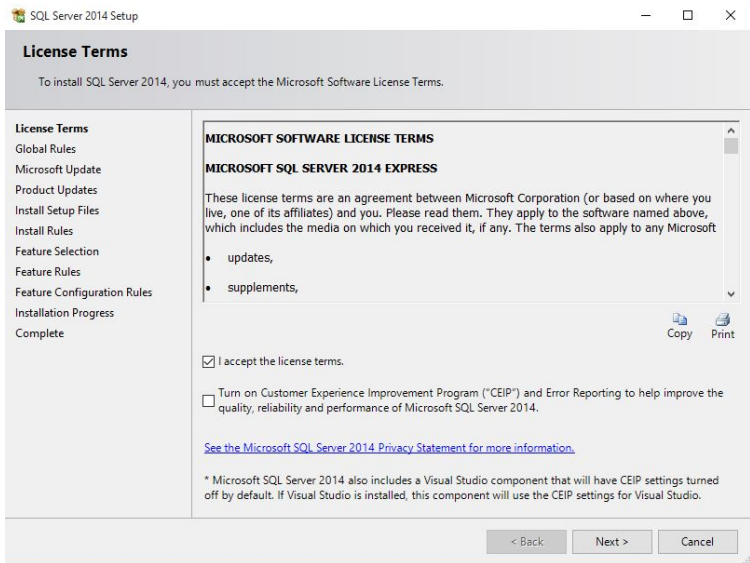 SQL Server 2014 Setup
License Terms
To install SQL Server 2014, you must accept the Microsoft Software License Terms.
License Terms
Global Rules
Microsoft Update
Product Updates
Install Setup Files
Install Rules
Feature Selection
Feature Rules
Feature Configuration Rules
Installation Progress
Complete
MICROSOFT SOFTWARE LICENSE TERMS
MICROSOFT SQL SERVER 2014 EXPRESS
These license terms are an agreement between Microsoft Corporation (or based on where you
live, one of its affiliates) and you. Please read them. They apply to the software named above,
which includes the media on which you received it, if any. The terms also apply to any Microsoft
• updates,
• supplements,
Copy Print
I accept the license terms.
Turn on Customer Experience Improvement Program ("CEIP") and Error Reporting to help improve the
quality, reliability and performance of Microsoft SQL Server 2014.
See the Microsoft SQL Server 2014 Privacy Statement for more information.
* Microsoft SQL Server 2014 also includes a Visual Studio component that will have CEIP settings turned
off by default. If Visual Studio is installed, this component will use the CEIP settings for Visual Studio.
< Back Next > Cancel